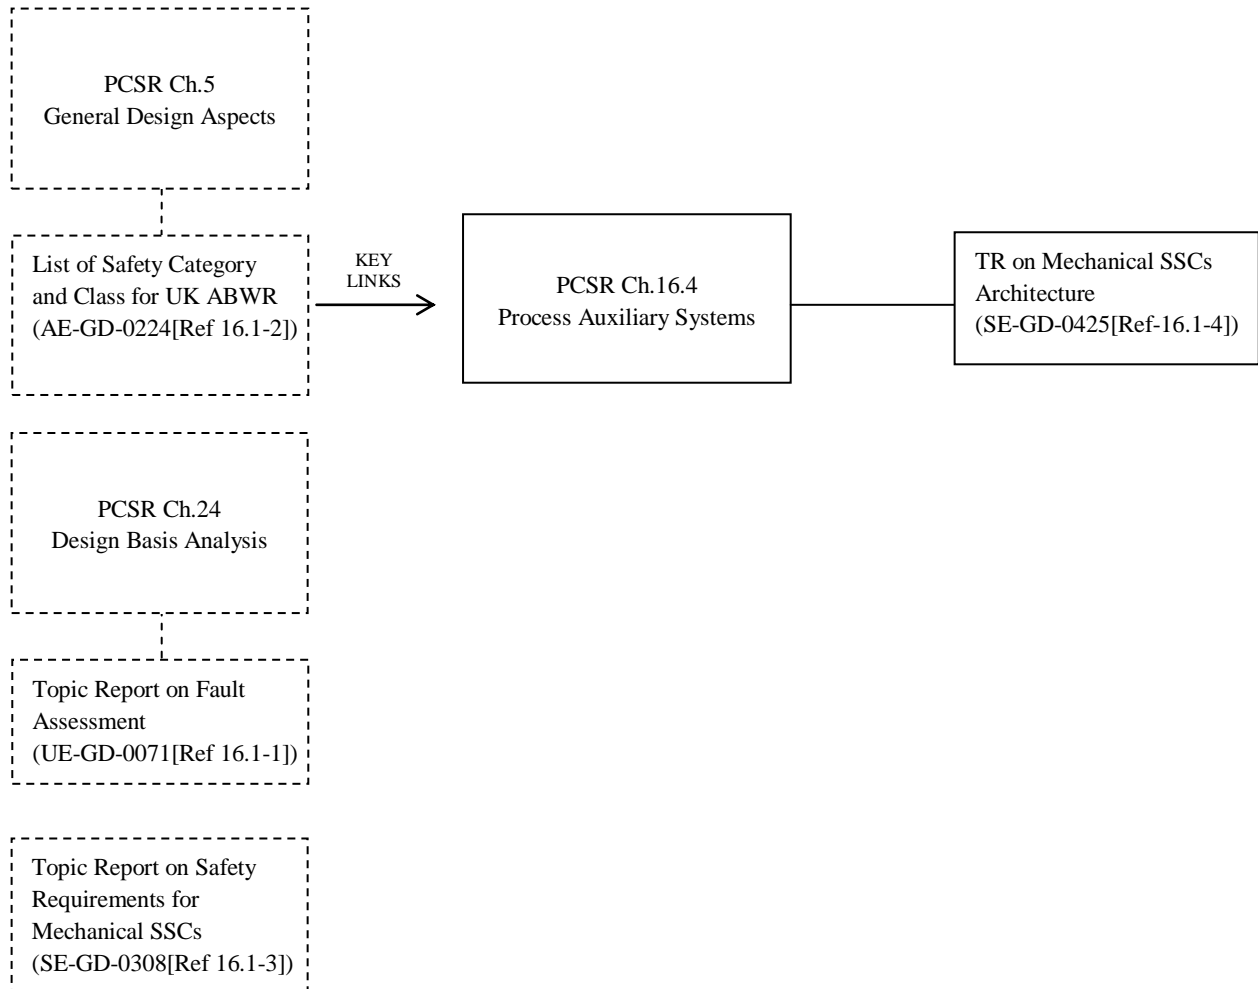 PCSR Ch.5
General Design Aspects
List of Safety Category
and Class for UK ABWR
(AE-GD-0224[Ref 16.1-2])
KEY
LINKS
PCSR Ch.16.4
Process Auxiliary Systems
TR on Mechanical SSCs
Architecture
(SE-GD-0425[Ref-16.1-4])
PCSR Ch.24
Design Basis Analysis
Topic Report on Fault
Assessment
(UE-GD-0071[Ref 16.1-1])
Topic Report on Safety
Requirements for
Mechanical SSCs
(SE-GD-0308[Ref 16.1-3])